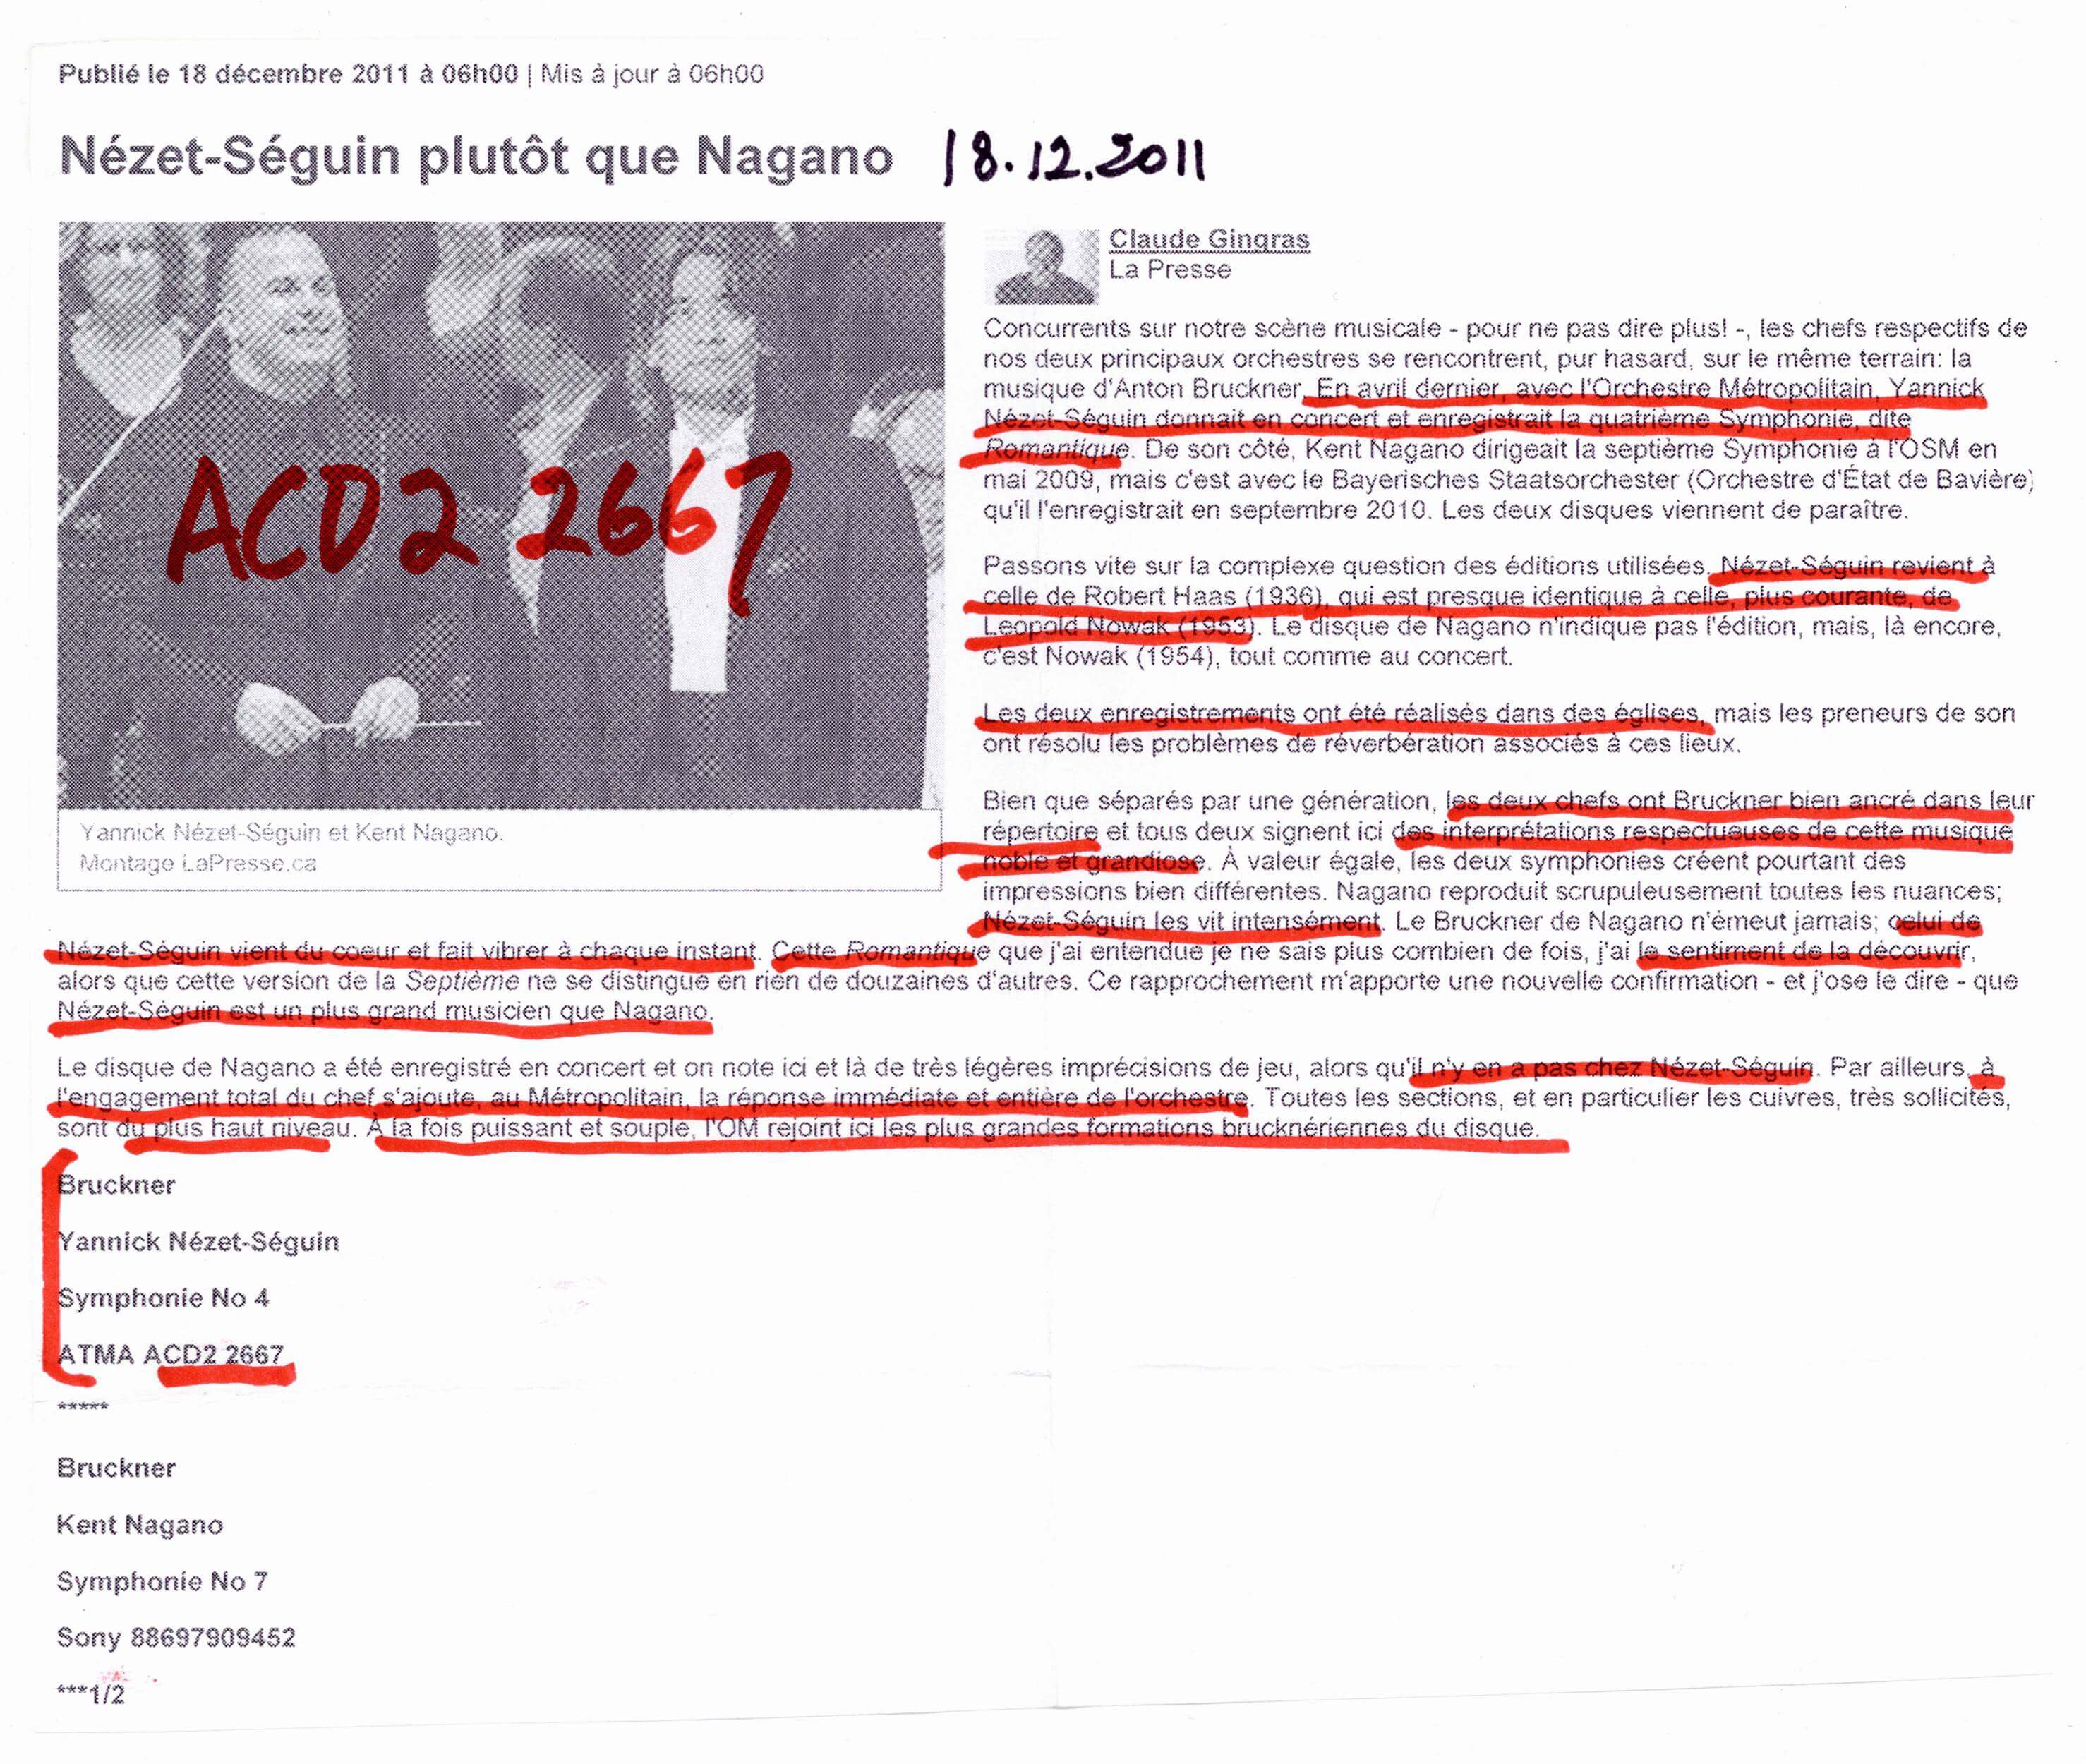 Publié le 18 décembre 2011 à 06h00 | Mis à jour à 06h00
Nézet-Séguin plutôt que Nagano 18.12.2011
ACD2 2667
Yannick Nézet-Séguin et Kent Nagano.
Montage LaPresse.ca
Claude Gingras
La Presse
Concurrents sur notre scène musicale - pour ne pas dire plus! -, les chefs respectifs de
nos deux principaux orchestres se rencontrent, pur hasard, sur le même terrain: la
musique d'Anton Bruckner. En avril dernier, avec l'Orchestre Métropolitain, Yannick
Nézet-Séguin donnait en concert et enregistrait la quatrième Symphonie, dite
Romantique. De son côté, Kent Nagano dirigeait la septième Symphonie à l'OSM en
mai 2009, mais c'est avec le Bayerisches Staatsorchester (Orchestre d'État de Bavière)
qu'il l'enregistrait en septembre 2010. Les deux disques viennent de paraître.
Passons vite sur la complexe question des éditions utilisées. Nézet-Séguin revient à
celle de Robert Haas (1936), qui est presque identique à celle, plus courante, de
Leopold Nowak (1953). Le disque de Nagano n'indique pas l'édition, mais, là encore,
c'est Nowak (1954), tout comme au concert.
Les deux enregistrements ont été réalisés dans des églises, mais les preneurs de son
ont résolu les problèmes de réverbération associés à ces lieux.
Bien que séparés par une génération, les deux chefs ont Bruckner bien ancré dans leur
répertoire et tous deux signent ici des interprétations respectueuses de cette musique
noble et grandiose. À valeur égale, les deux symphonies créent pourtant des
impressions bien différentes. Nagano reproduit scrupuleusement toutes les nuances;
Nézet-Séguin les vit intensément. Le Bruckner de Nagano n'émeut jamais; celui de
Nézet-Séguin vient du coeur et fait vibrer à chaque instant. Cette Romantique que j'ai entendue je ne sais plus combien de fois, j'ai le sentiment de la découvrir,
alors que cette version de la Septième ne se distingue en rien de douzaines d'autres. Ce rapprochement m'apporte une nouvelle confirmation - et j'ose le dire - que
Nézet-Séguin est un plus grand musicien que Nagano.
Le disque de Nagano a été enregistré en concert et on note ici et là de très légères imprécisions de jeu, alors qu'il n'y en a pas chez Nézet-Séguin. Par ailleurs, à
l'engagement total du chef s'ajoute, au Métropolitain, la réponse immédiate et entière de l'orchestre. Toutes les sections, et en particulier les cuivres, très sollicités,
sont du plus haut niveau. À la fois puissant et souple, l'OM rejoint ici les plus grandes formations brucknériennes du disque.
Bruckner
Yannick Nézet-Séguin
Symphonie No 4
ATMA ACD2 2667
*****
Bruckner
Kent Nagano
Symphonie No 7
Sony 88697909452
***1/2